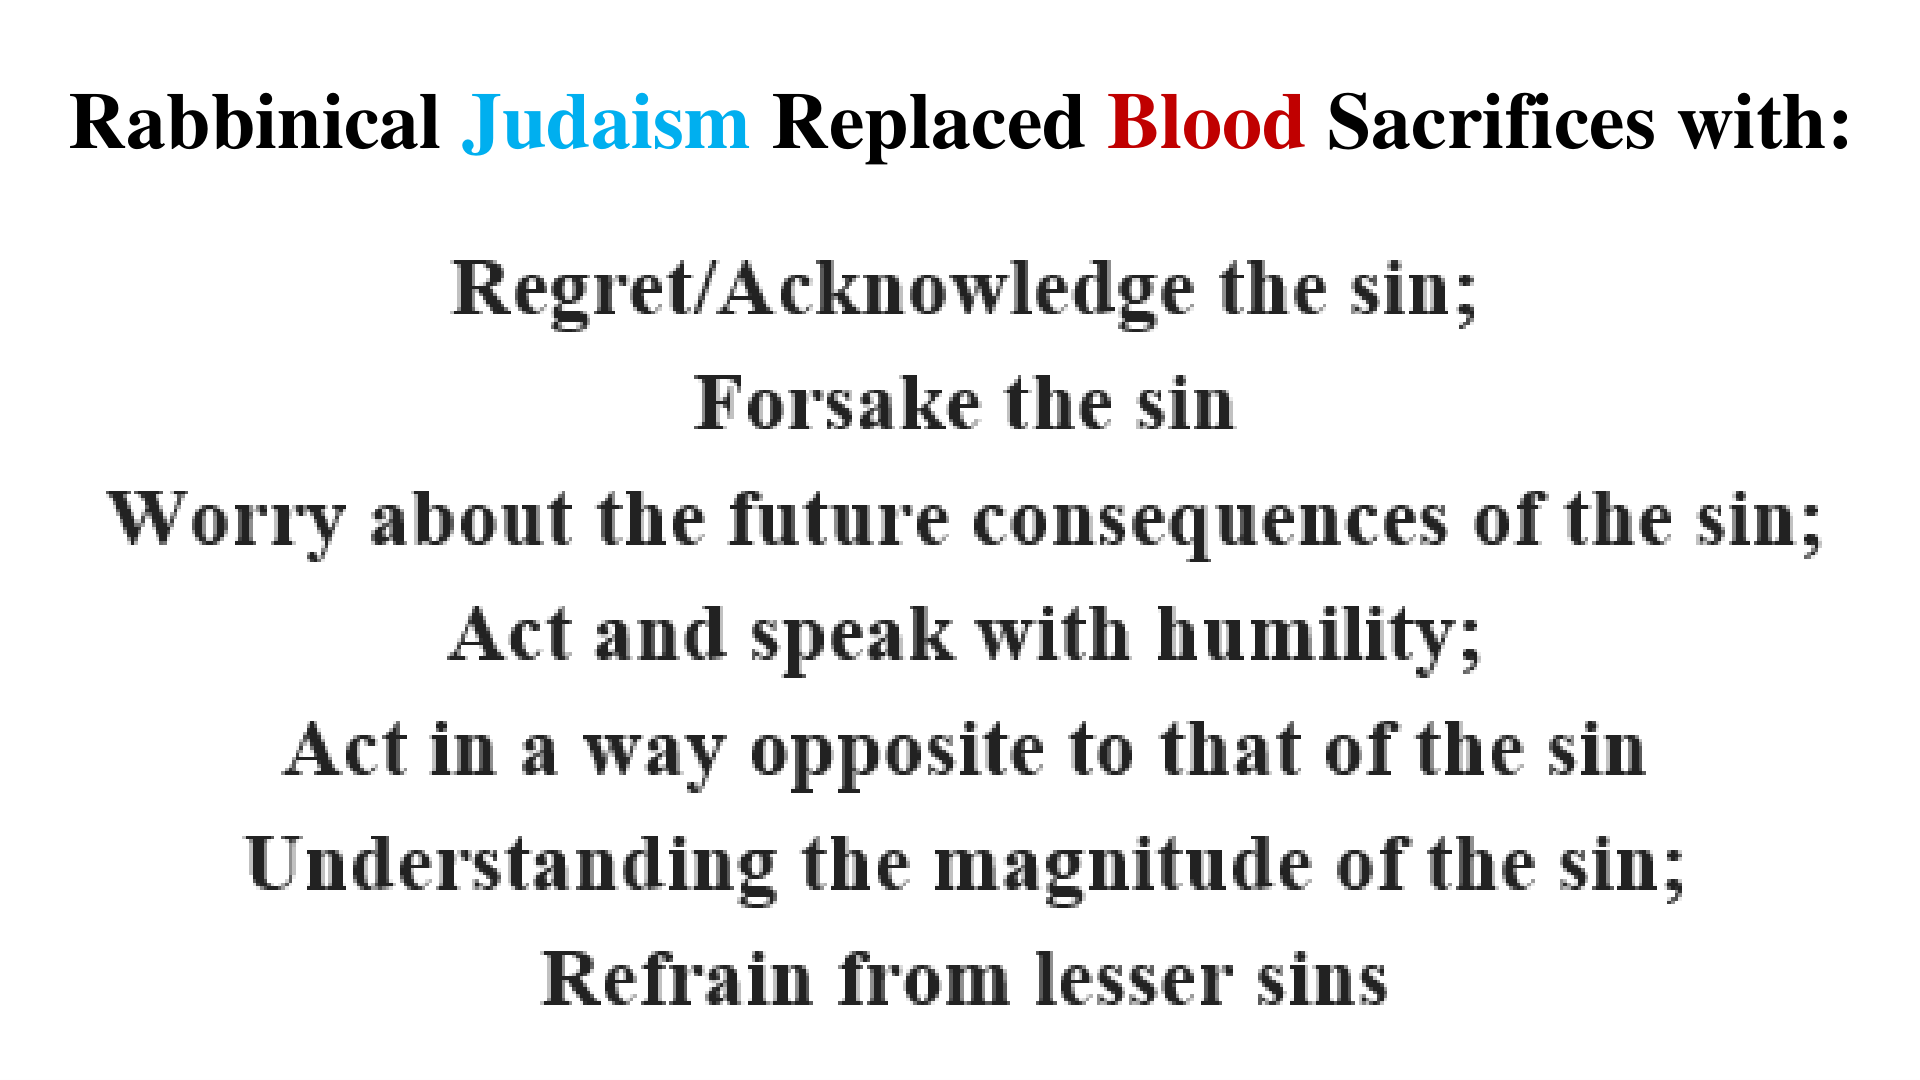 Rabbinical Judaism Replaced Blood Sacrifices with:
Regret/Acknowledge the sin;
Forsake the sin
Worry about the future consequences of the sin;
Act and speak with humility;
Act in a way opposite to that of the sin
Understanding the magnitude of the sin;
Refrain from lesser sins